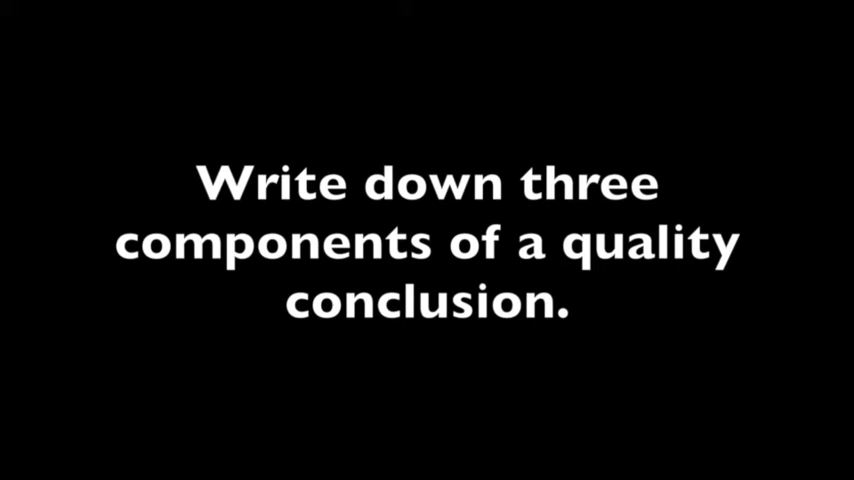 Write down three
components of a quality
conclusion.